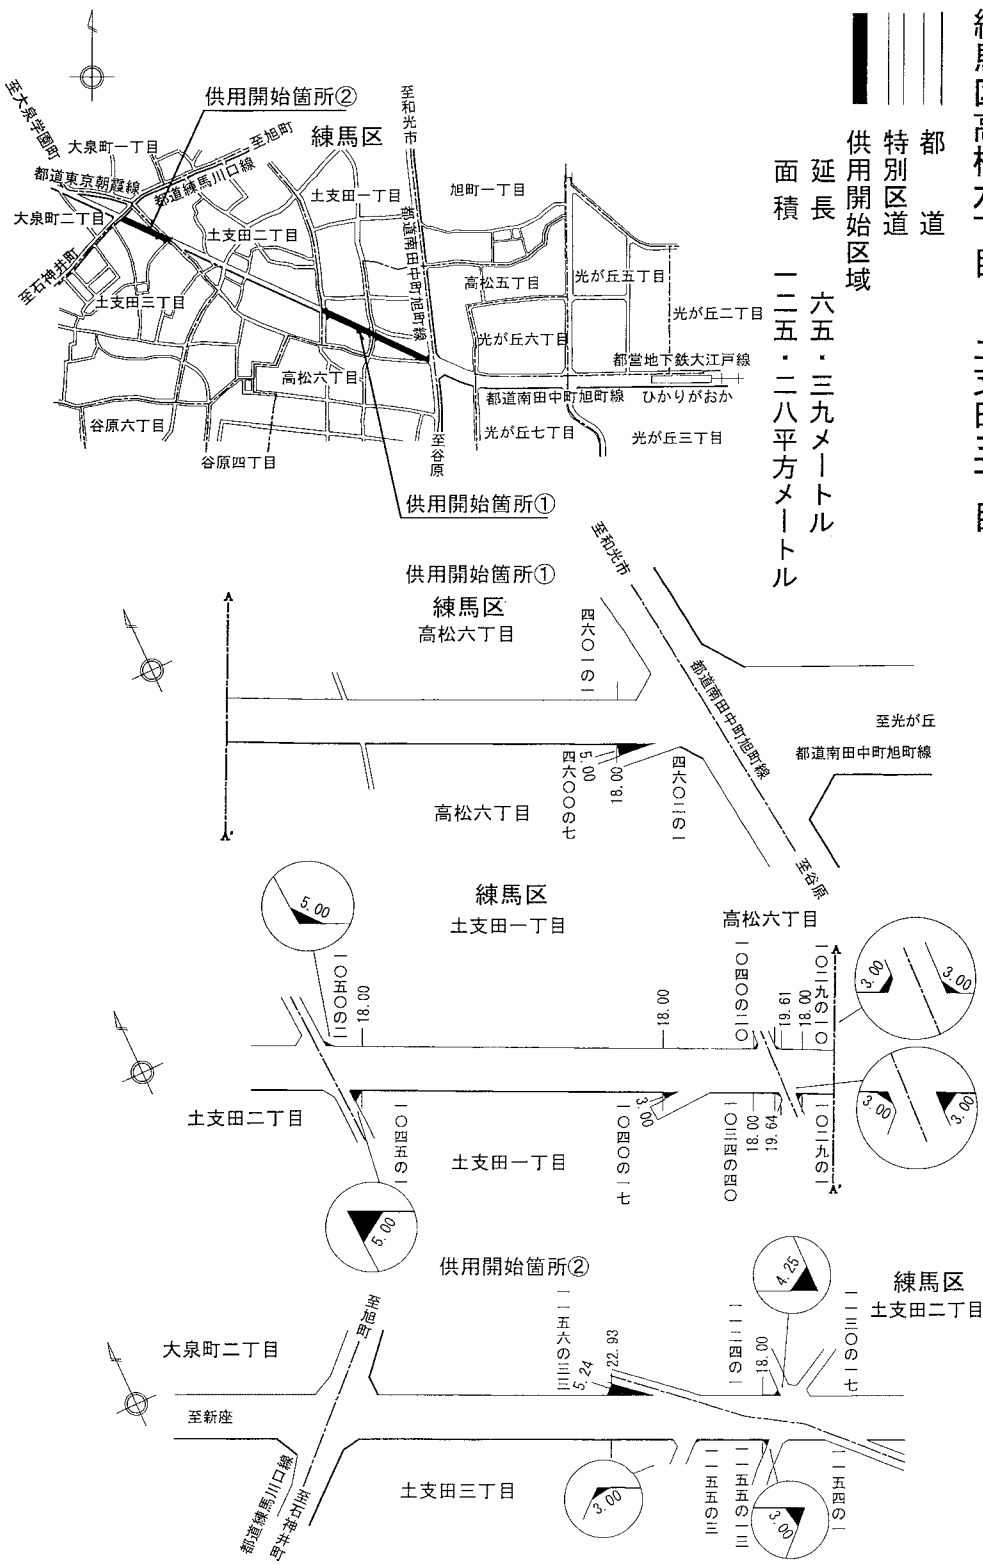 練馬区高松六丁目
土支田三丁目
都道
特別区道
供用開始区域
延長 六五・三九メートル
面積 一二五・二八平方メートル
供用開始箇所②
練馬区
至和光市
至大泉学園町
大泉町一丁目
至旭町
都道東京朝霞線
都道練馬川口線
土支田一丁目
旭町一丁目
大泉町二丁目
土支田二丁目
都道南田中町旭町線
至石神井町
土支田三丁目
高松五丁目
光が丘五丁目
光が丘二丁目
光が丘六丁目
都営地下鉄大江戸線
高松六丁目
都道南田中町旭町線
ひかりがおか
谷原六丁目
至谷原
光が丘七丁目
光が丘三丁目
谷原四丁目
供用開始箇所①
供用開始箇所①
練馬区
高松六丁目
至和光市
A
四六〇一の一
都道南田中町旭町線
至光が丘
都道南田中町旭町線
5.00
18.00
四六〇〇の七
四六〇二の一
高松六丁目
A'
至谷原
練馬区
土支田一丁目
高松六丁目
5.00
一〇五〇の二
18.00
18.00
一〇四〇の二〇
19.61
18.00
一〇二九の一〇
A
3.00
3.00
土支田二丁目
一〇四五の一
土支田一丁目
3.00
一〇四〇の一七
一〇三四の四〇
18.00
19.64
一〇二九の一
A'
3.00
3.00
5.00
供用開始箇所②
練馬区
土支田二丁目
4.25
至旭町
大泉町二丁目
一一五六の三三
5.24
22.93
一一二四の一
18.00
一一三〇の一七
至新座
都道練馬川口線
至石神井町
土支田三丁目
3.00
一一五五の三
一一五五の一三
3.00
一一五四の一